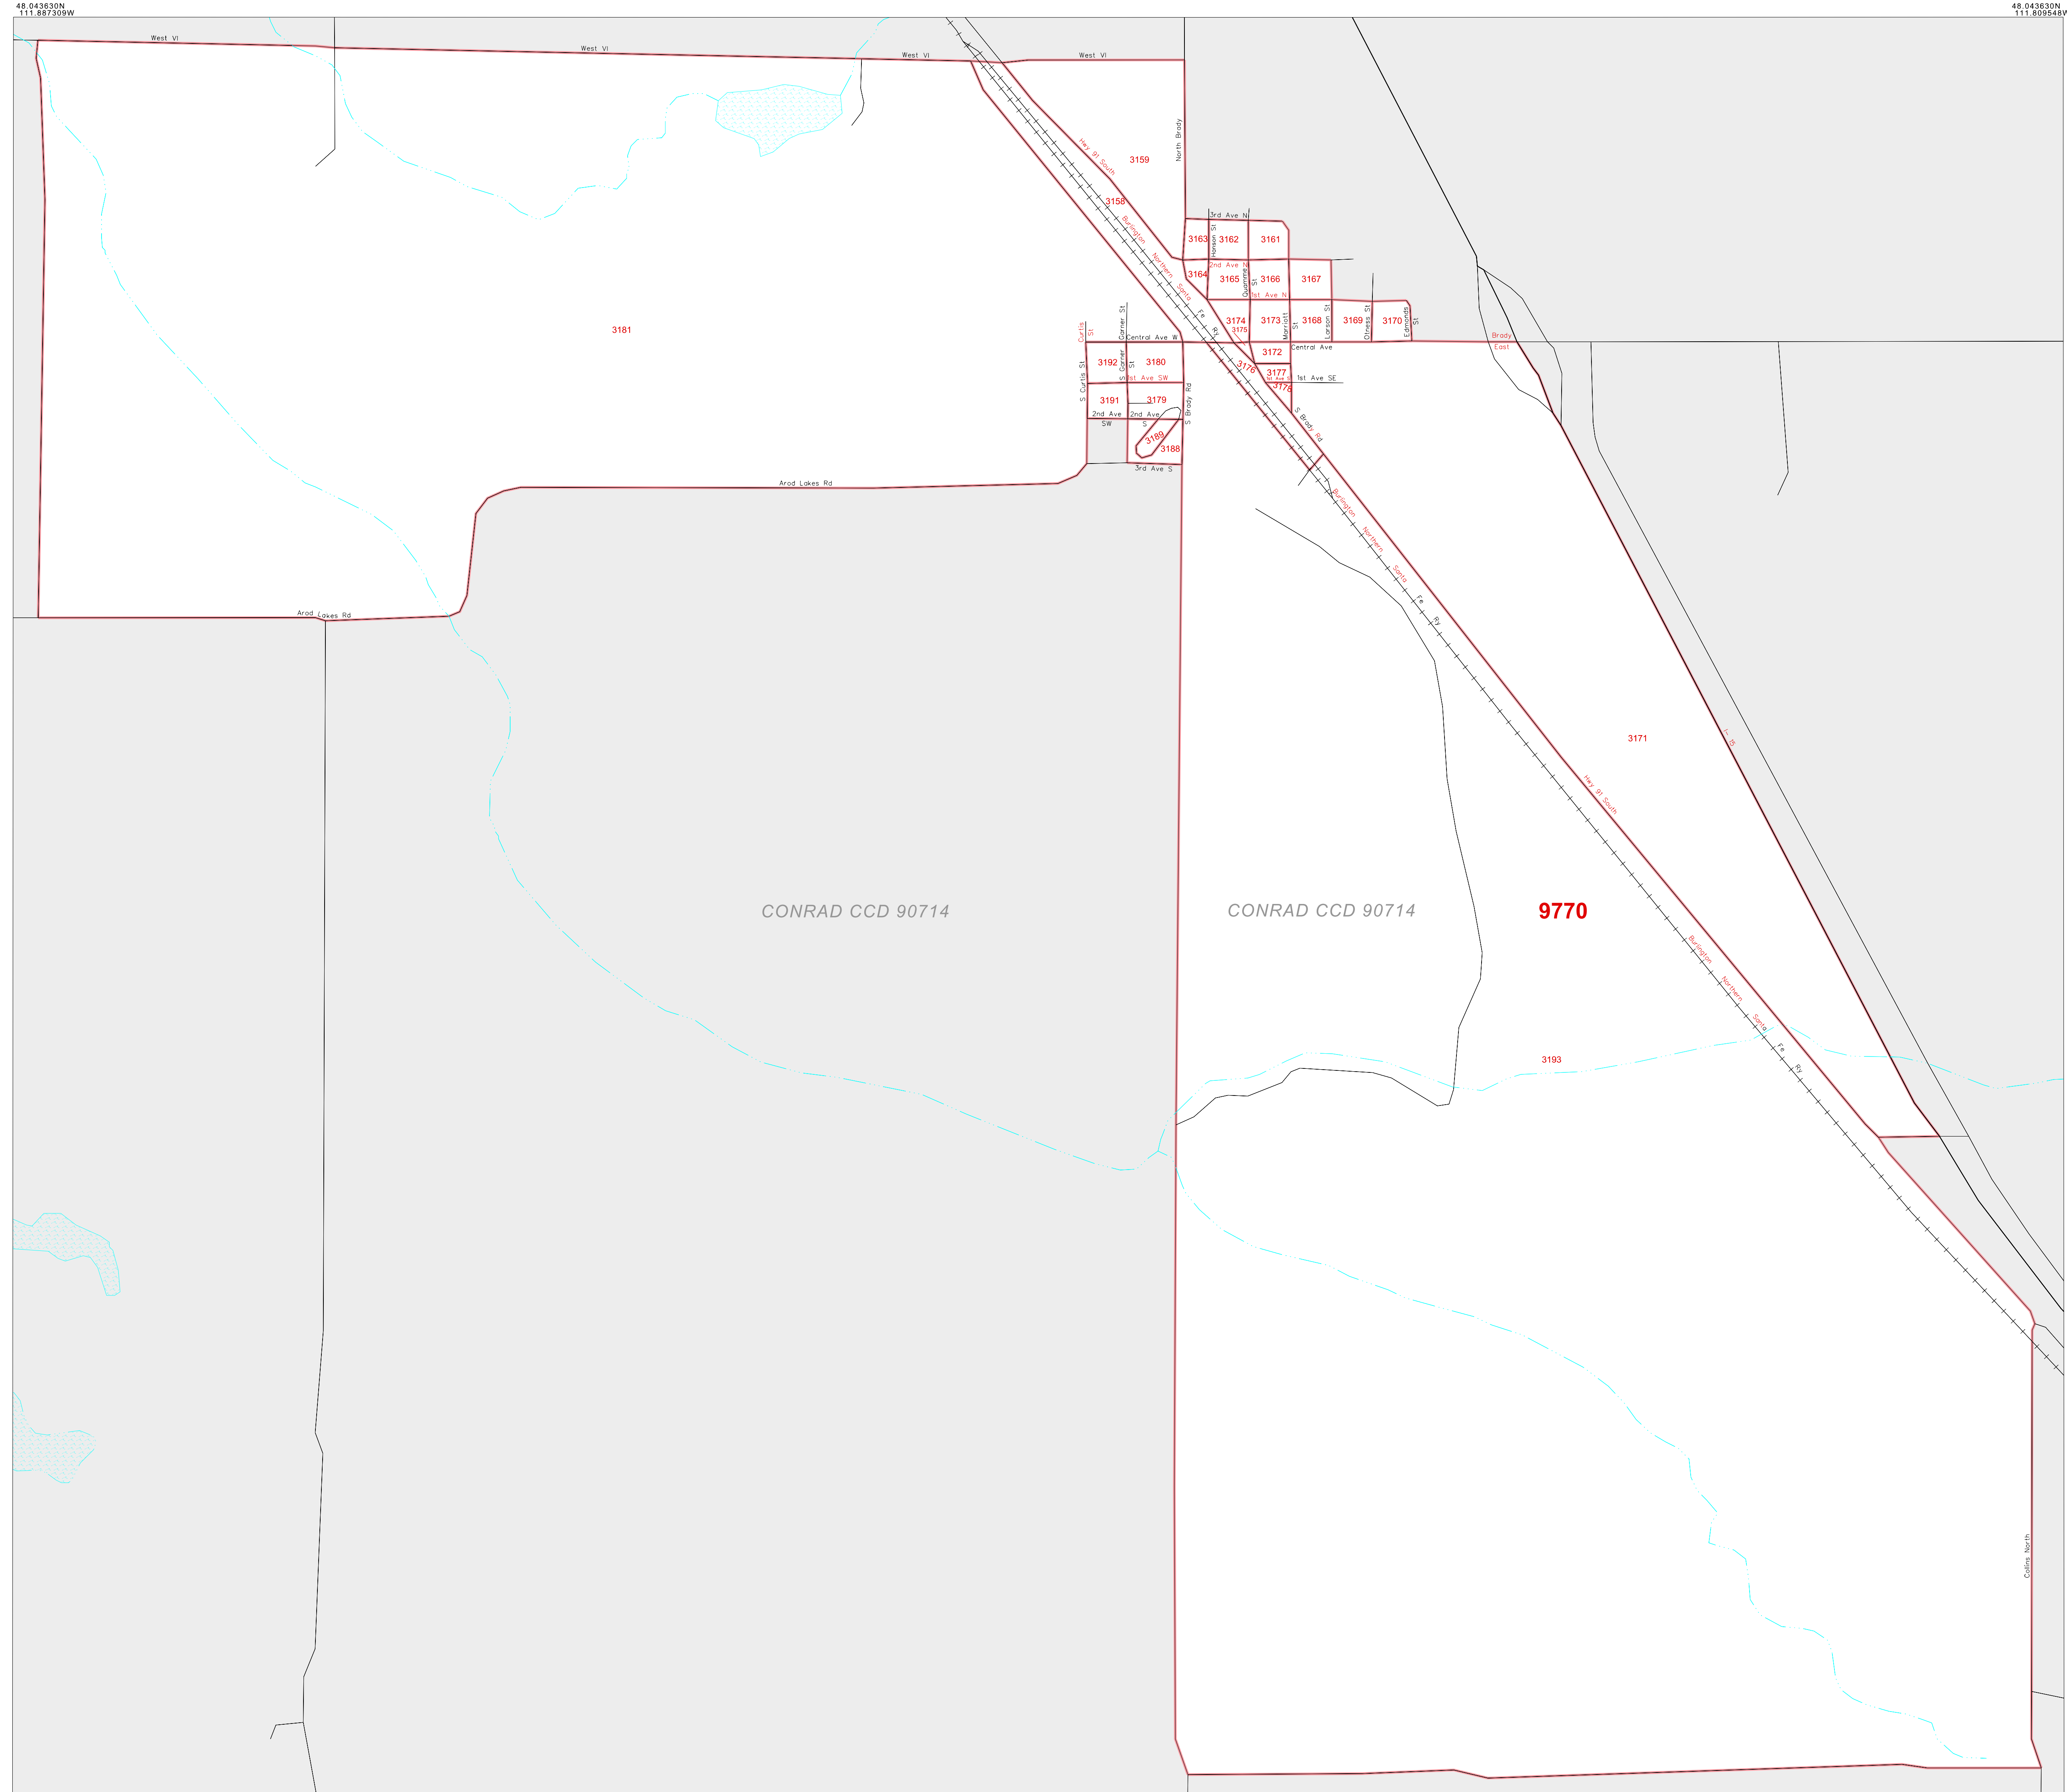 48.043630N
111.887309W
48.043630N
111.809548W
West Vl
West Vl
West Vl
West Vl
North Brady
Hwy 91 South
3159
3158
Burlington Northern Santa Fe Ry
3rd Ave N
3163
Hanson St
3162
3161
2nd Ave N
3164
3165
Quamme St
3166
3167
1st Ave N
3174
3175
3173
Marriott St
3168
Larson St
3169
Otness St
3170
Edmonds St
3181
Curtis St
Garner St
Central Ave W
Central Ave
Brady East
3192
S Garner St
3180
3172
3176
3177
1st Ave SE
3178
S Curtis St
1st Ave SW
S Brady Rd
3191
3179
2nd Ave SW
2nd Ave S
3189
3188
S Brady Rd
3rd Ave S
Arod Lakes Rd
Burlington Northern Santa Fe Ry
Arod Lakes Rd
3171
I- 15
Hwy 91 South
CONRAD CCD 90714
CONRAD CCD 90714
9770
Burlington Northern Santa Fe Ry
3193
Collins North